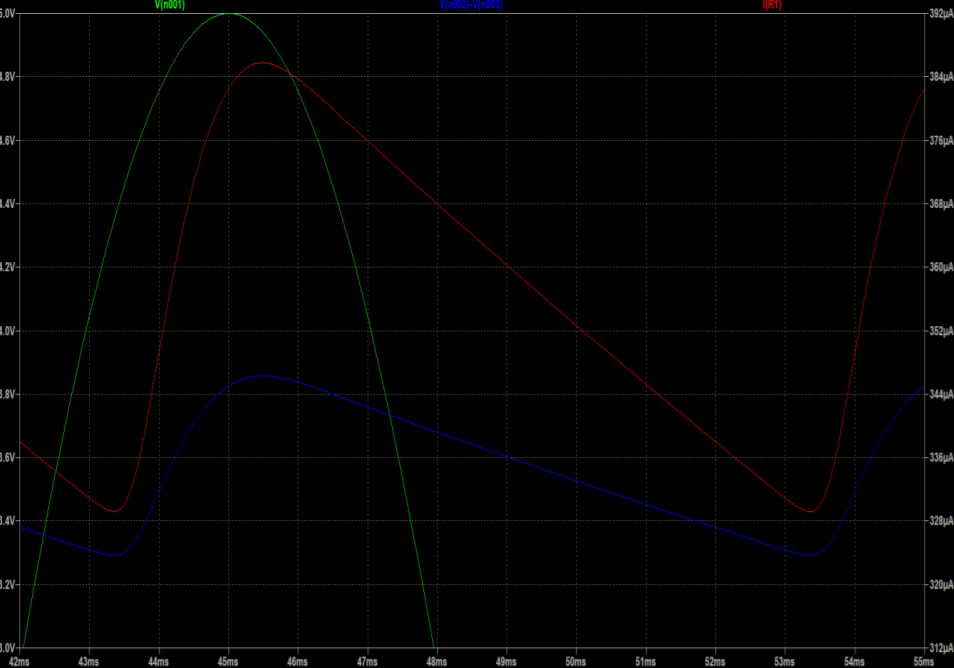 V(n001) V(n002)-V(n003) I(R1)
5.0V 392µA
4.8V 384µA
4.6V 376µA
4.4V 368µA
4.2V 360µA
4.0V 352µA
3.8V 344µA
3.6V 336µA
3.4V 328µA
3.2V 320µA
3.0V 312µA
42ms 43ms 44ms 45ms 46ms 47ms 48ms 49ms 50ms 51ms 52ms 53ms 54ms 55ms